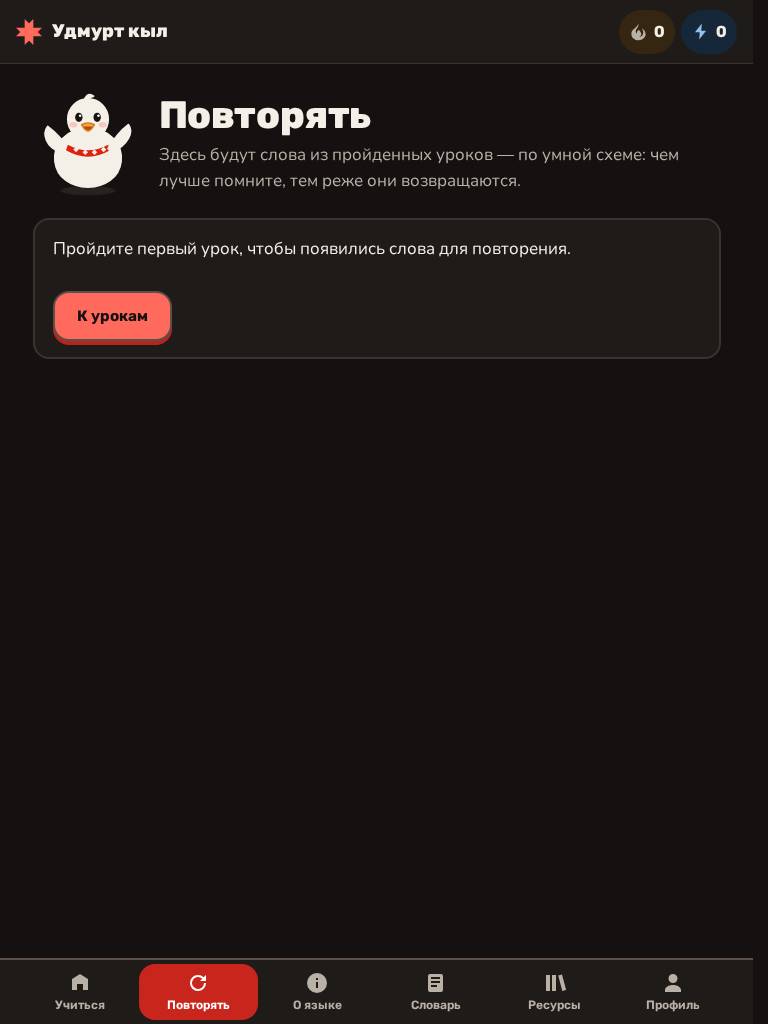 Удмурт кыл
0
0
Повторять
Здесь будут слова из пройденных уроков — по умной схеме: чем
лучше помните, тем реже они возвращаются.
Пройдите первый урок, чтобы появились слова для повторения.
К урокам
Учиться
Повторять
О языке
Словарь
Ресурсы
Профиль